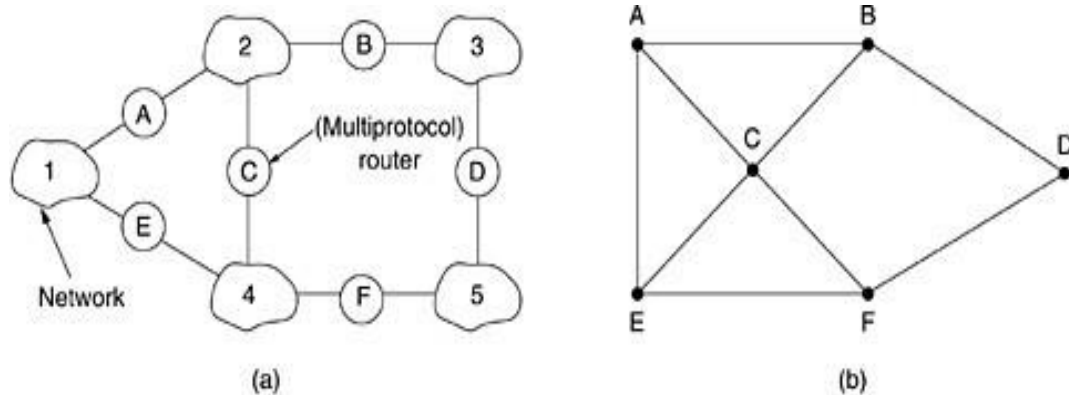 2 B 3
A
(Multiprotocol)
router
1 C D
E
Network
4 F 5
(a)
A B
C D
E F
(b)